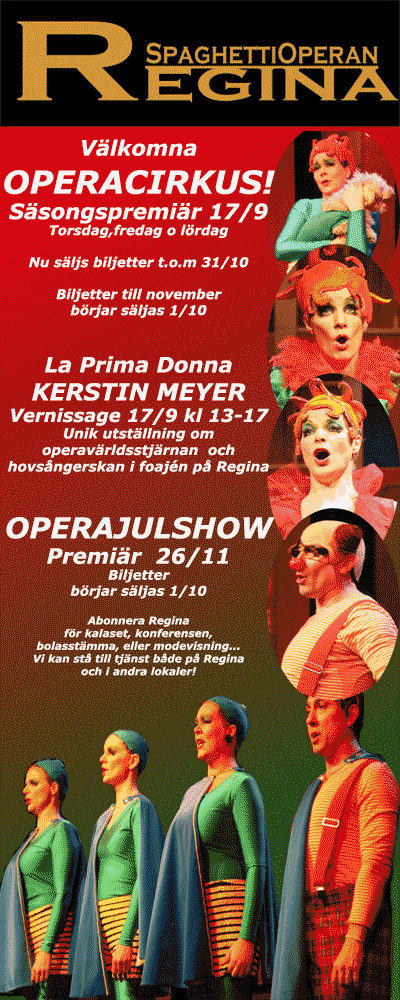 SPAGHETTIOPERAN
REGINA
Välkomna
OPERACIRKUS!
Säsongspremiär 17/9
Torsdag,fredag o lördag
Nu säljs biljetter t.o.m 31/10
Biljetter till november
börjar säljas 1/10
La Prima Donna
KERSTIN MEYER
Vernissage 17/9 kl 13-17
Unik utställning om
operavärldsstjärnan och
hovsångerskan i foajén på Regina
OPERAJULSHOW
Premiär 26/11
Biljetter
börjar säljas 1/10
Abonnera Regina
för kalaset, konferensen,
bolasstämma, eller modevisning...
Vi kan stå till tjänst både på Regina
och i andra lokaler!